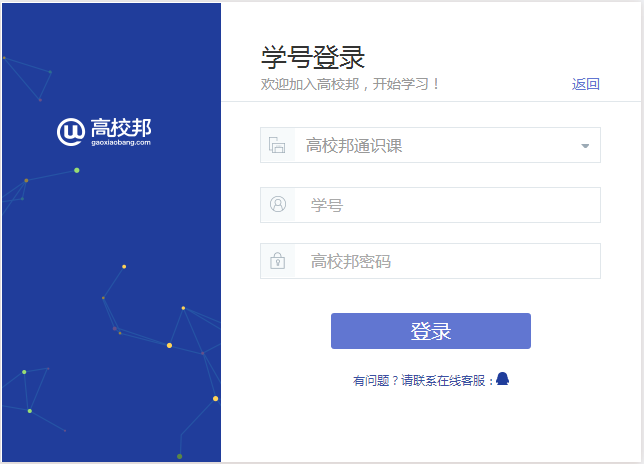 学号登录
欢迎加入高校邦，开始学习！
返回
高校邦
gaoxiaobang.com
高校邦通识课
学号
高校邦密码
登录
有问题？请联系在线客服：